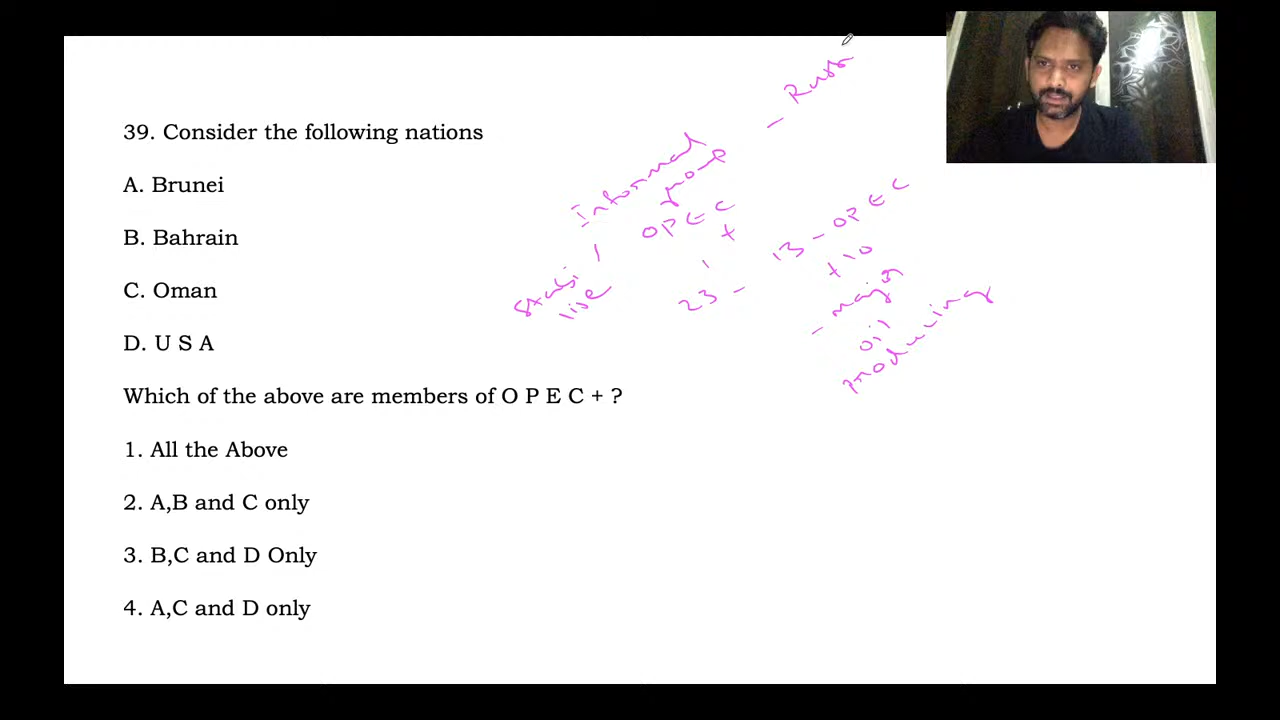 39. Consider the following nations
A. Brunei
B. Bahrain
C. Oman
D. U S A
Which of the above are members of O P E C + ?
1. All the Above
2. A,B and C only
3. B,C and D Only
4. A,C and D only
Informal
group
OPEC
+
23 -
13 - OPEC
+10
- major
oil
producing
Stabi
lise